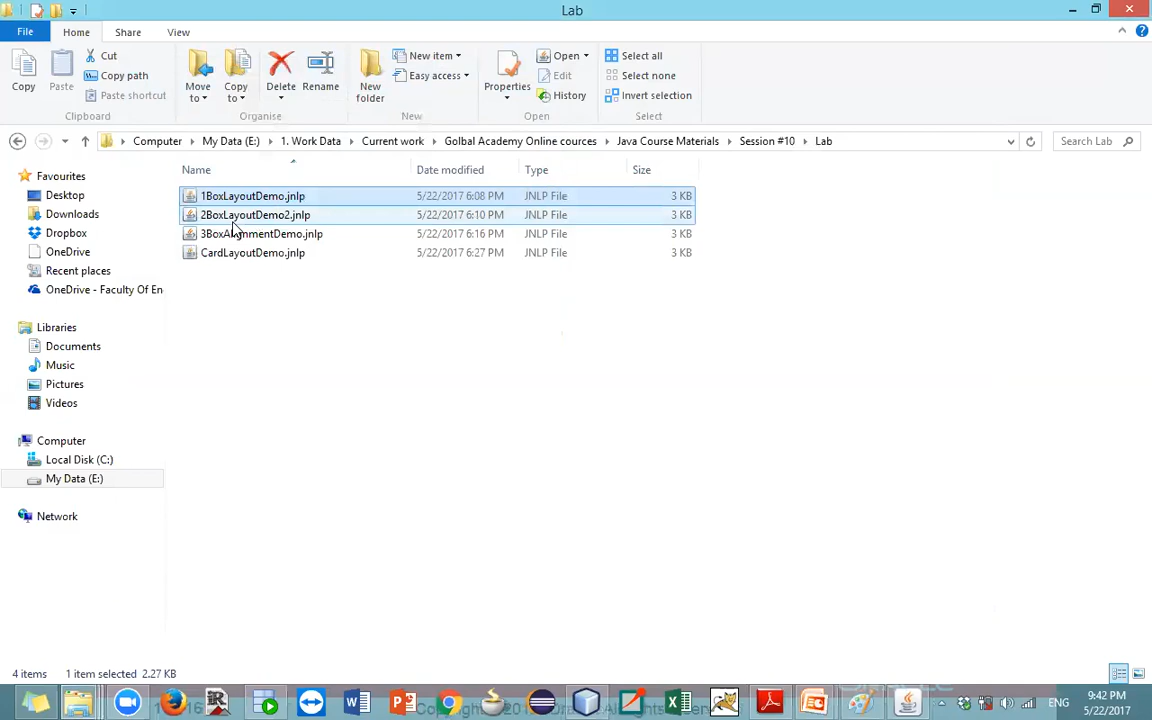 Lab
File Home Share View
Copy
Paste
Cut
Copy path
Paste shortcut
Clipboard
Move to
Copy to
Delete
Rename
Organise
New folder
New item
Easy access
New
Properties
Open
Edit
History
Open
Select all
Select none
Invert selection
Select
Computer My Data (E:) 1. Work Data Current work Golbal Academy Online cources Java Course Materials Session #10 Lab
Search Lab
Name Date modified Type Size
1BoxLayoutDemo.jnlp 5/22/2017 6:08 PM JNLP File 3 KB
2BoxLayoutDemo2.jnlp 5/22/2017 6:10 PM JNLP File 3 KB
3BoxAlignmentDemo.jnlp 5/22/2017 6:16 PM JNLP File 3 KB
CardLayoutDemo.jnlp 5/22/2017 6:27 PM JNLP File 3 KB
Favourites
Desktop
Downloads
Dropbox
OneDrive
Recent places
OneDrive - Faculty Of En
Libraries
Documents
Music
Pictures
Videos
Computer
Local Disk (C:)
My Data (E:)
Network
4 items 1 item selected 2.27 KB
ENG
9:42 PM
5/22/2017